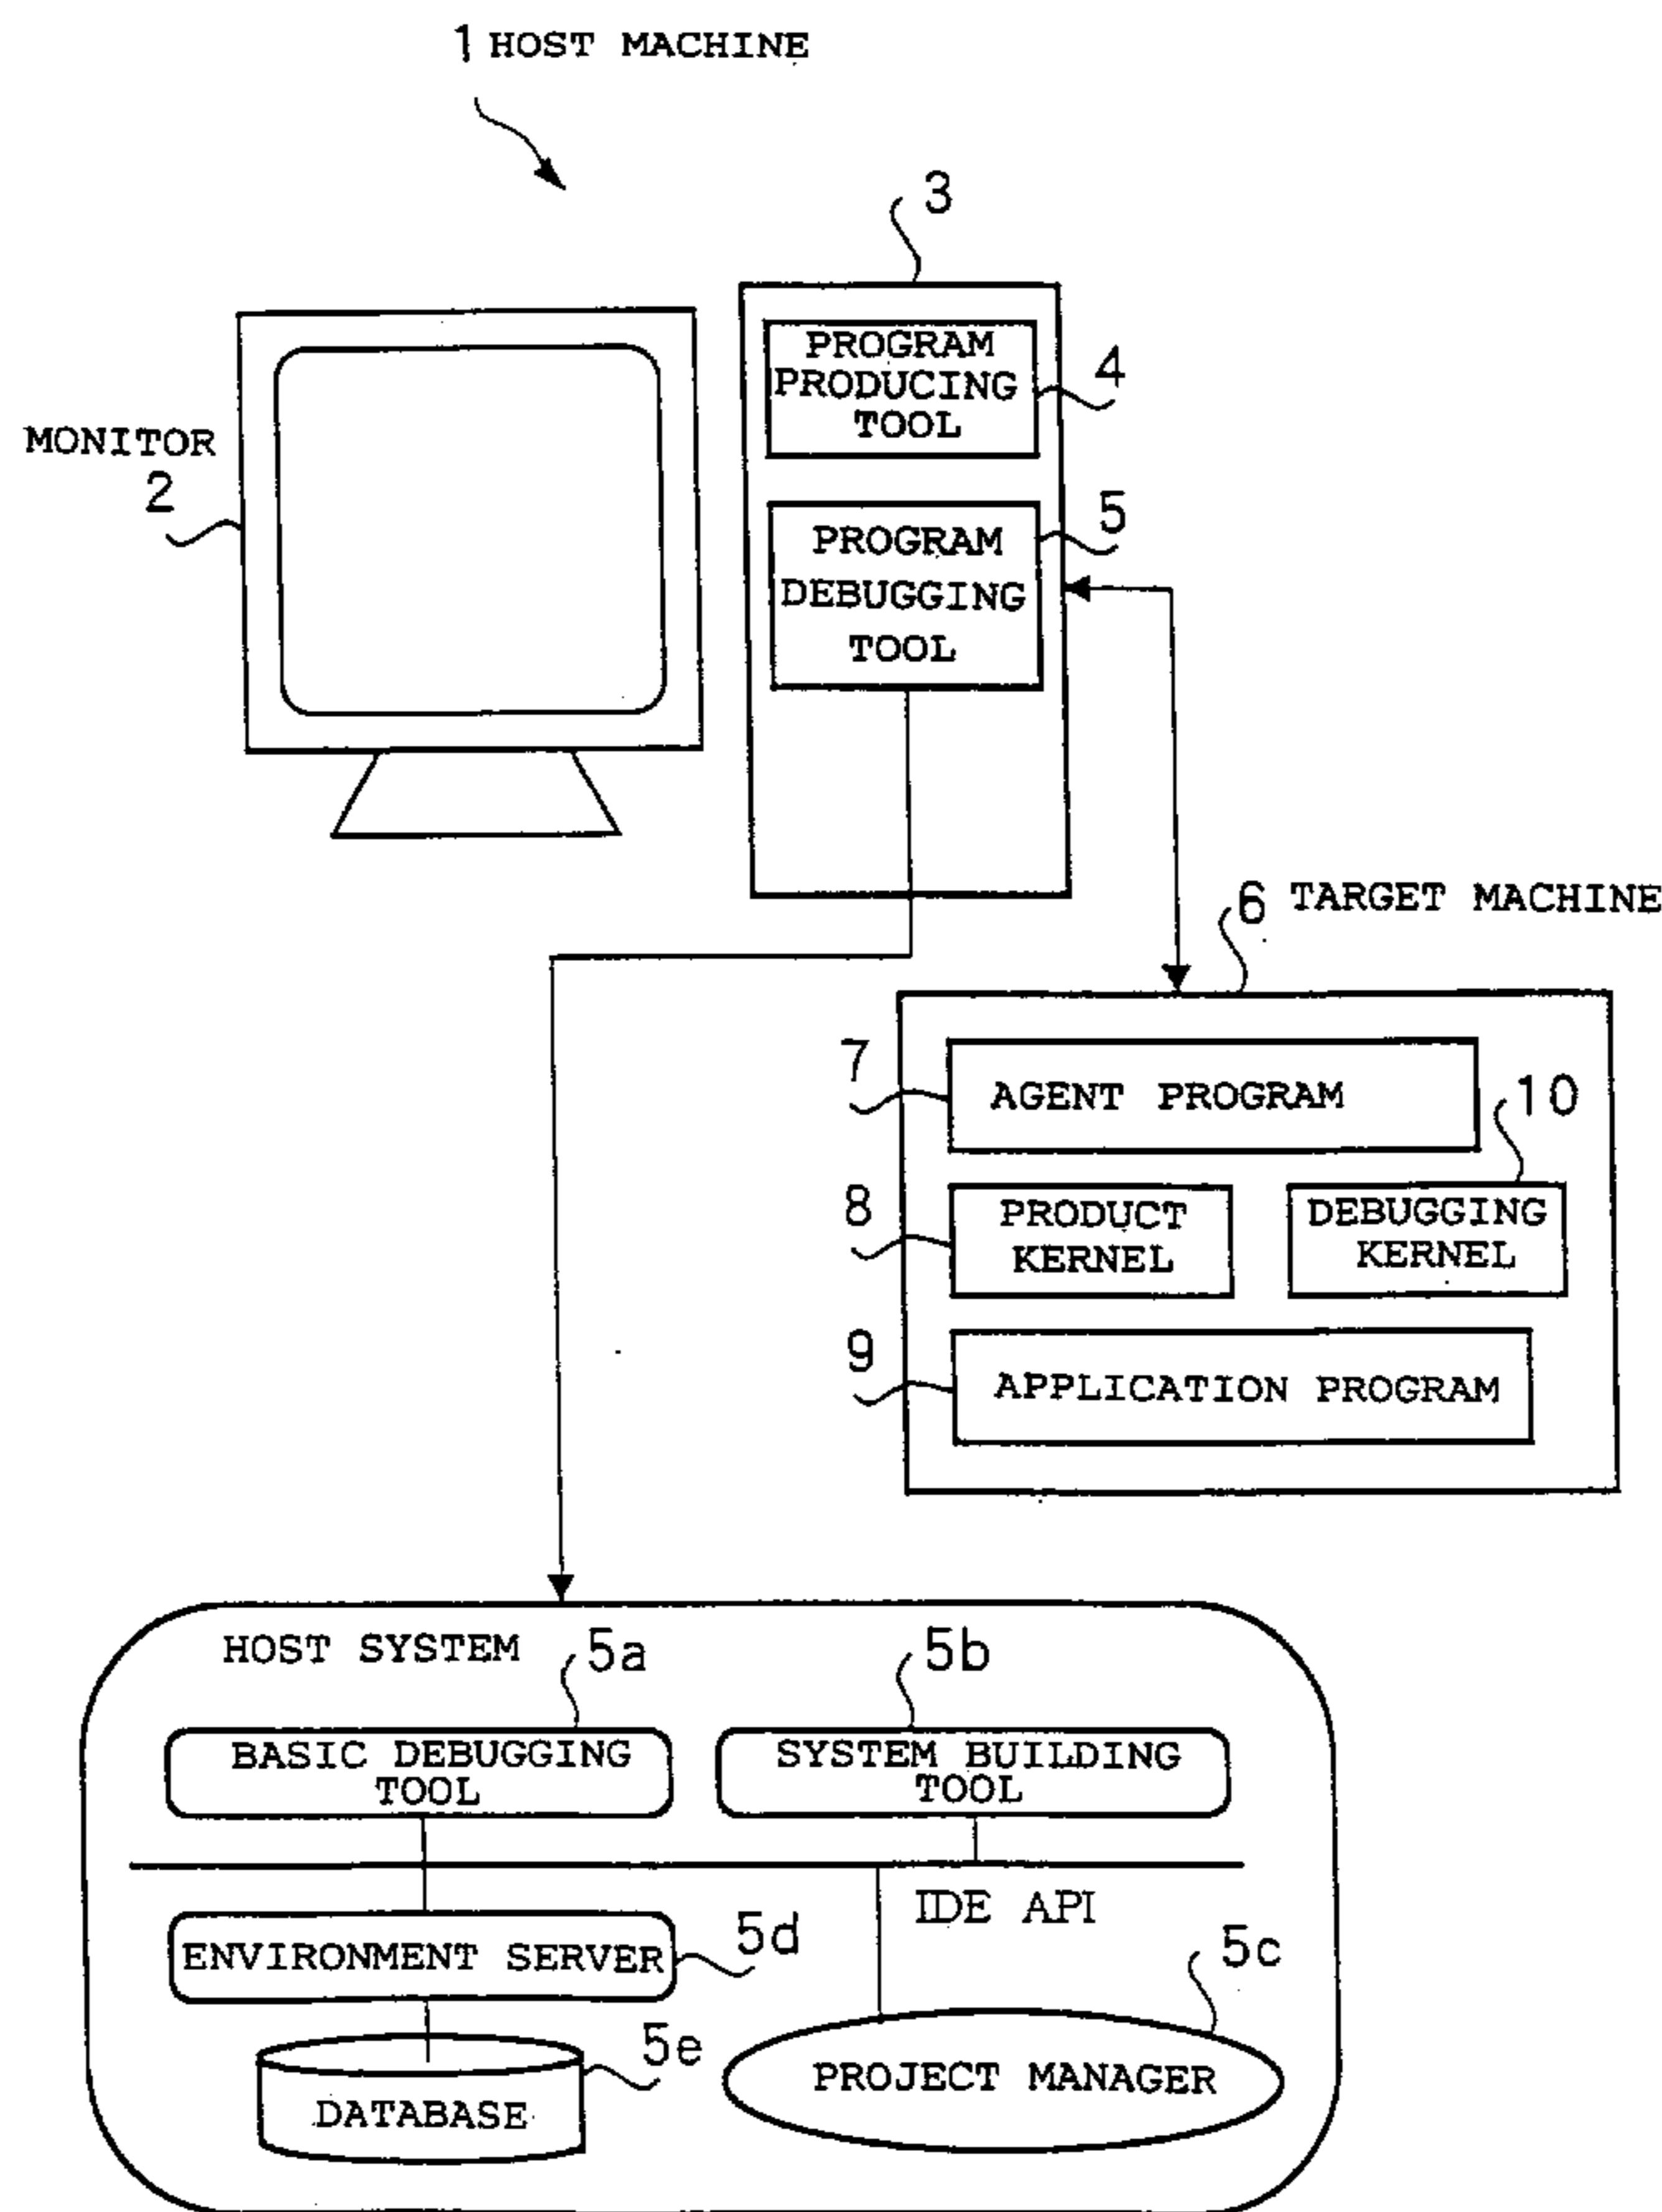 1 HOST MACHINE
3
PROGRAM
PRODUCING
TOOL
4
MONITOR
2
PROGRAM
DEBUGGING
TOOL
5
6 TARGET MACHINE
7
AGENT PROGRAM
10
8
PRODUCT
KERNEL
DEBUGGING
KERNEL
9
APPLICATION PROGRAM
HOST SYSTEM
5a
5b
BASIC DEBUGGING
TOOL
SYSTEM BUILDING
TOOL
IDE API
ENVIRONMENT SERVER
5d
5c
5e
DATABASE
PROJECT MANAGER